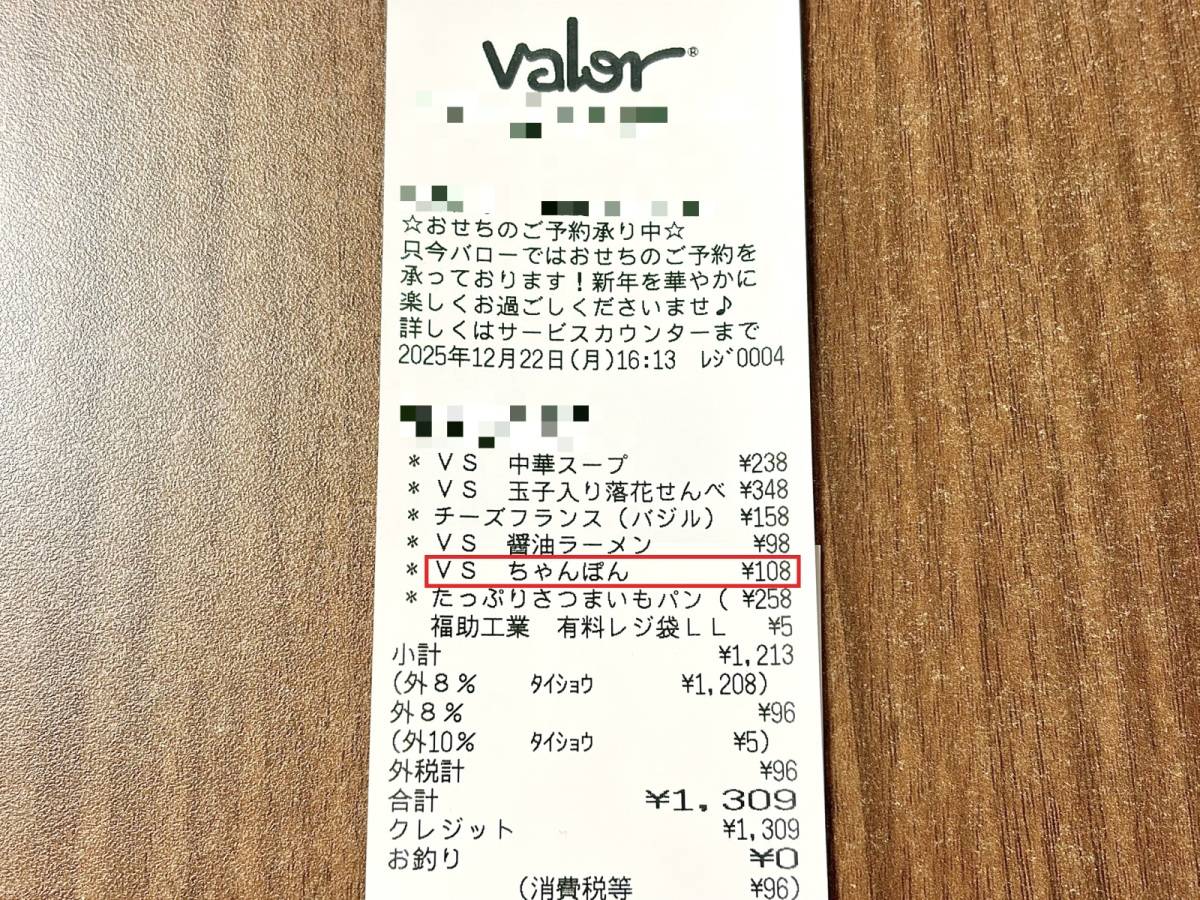 valor®
☆おせちのご予約承り中☆
只今バローではおせちのご予約を
承っております！新年を華やかに
楽しくお過ごしくださいませ♪
詳しくはサービスカウンターまで
2025年12月22日(月)16:13 ﾚｼﾞ0004
* ＶＳ 中華スープ ¥238
* ＶＳ 玉子入り落花せんべ ¥348
* チーズフランス（バジル） ¥158
* ＶＳ 醤油ラーメン ¥98
* ＶＳ ちゃんぽん ¥108
* たっぷりさつまいもパン（ ¥258
福助工業 有料レジ袋ＬＬ ¥5
小計 ¥1,213
(外８％ ﾀｲｼｮｳ ¥1,208)
外８％ ¥96
(外10％ ﾀｲｼｮｳ ¥5)
外税計 ¥96
合計 ¥1,309
クレジット ¥1,309
お釣り ¥0
(消費税等 ¥96)